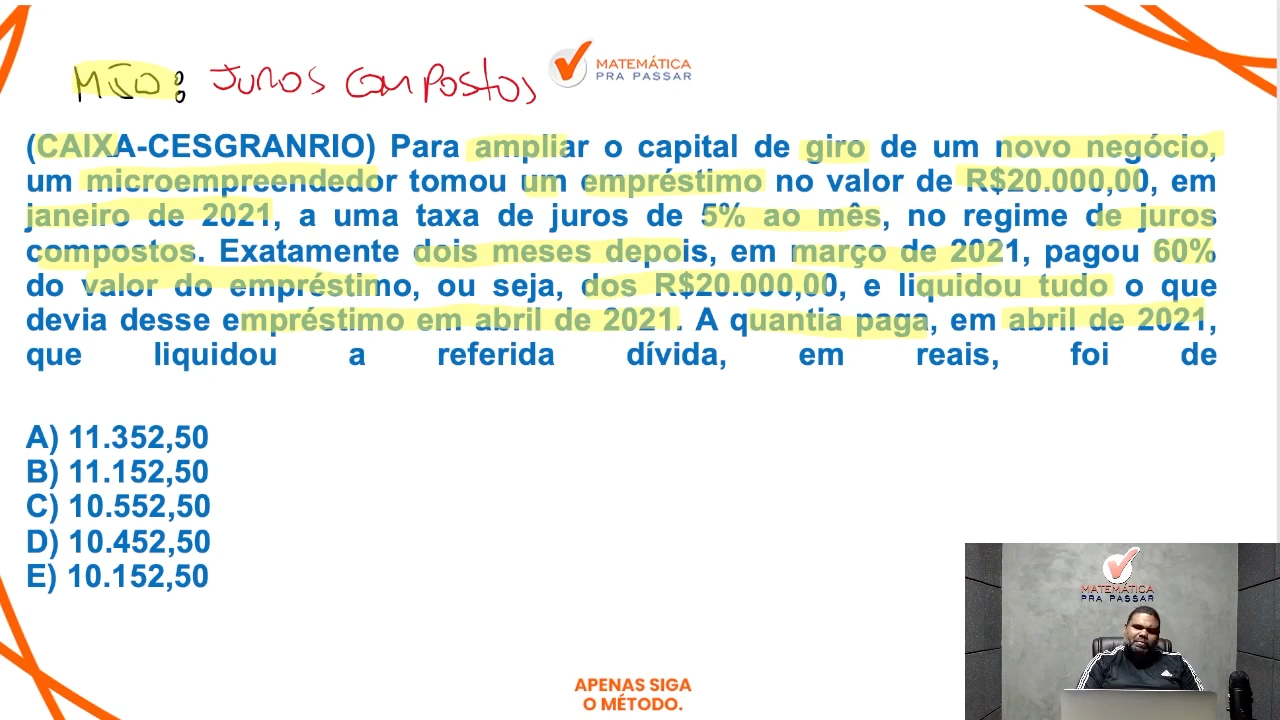 MJO: JUROS COMPOSTOS
MATEMÁTICA
PRA PASSAR
(CAIXA-CESGRANRIO) Para ampliar o capital de giro de um novo negócio,
um microempreendedor tomou um empréstimo no valor de R$20.000,00, em
janeiro de 2021, a uma taxa de juros de 5% ao mês, no regime de juros
compostos. Exatamente dois meses depois, em março de 2021, pagou 60%
do valor do empréstimo, ou seja, dos R$20.000,00, e liquidou tudo o que
devia desse empréstimo em abril de 2021. A quantia paga, em abril de 2021,
que liquidou a referida dívida, em reais, foi de
A) 11.352,50
B) 11.152,50
C) 10.552,50
D) 10.452,50
E) 10.152,50
MATEMÁTICA
PRA PASSAR
APENAS SIGA
O MÉTODO.